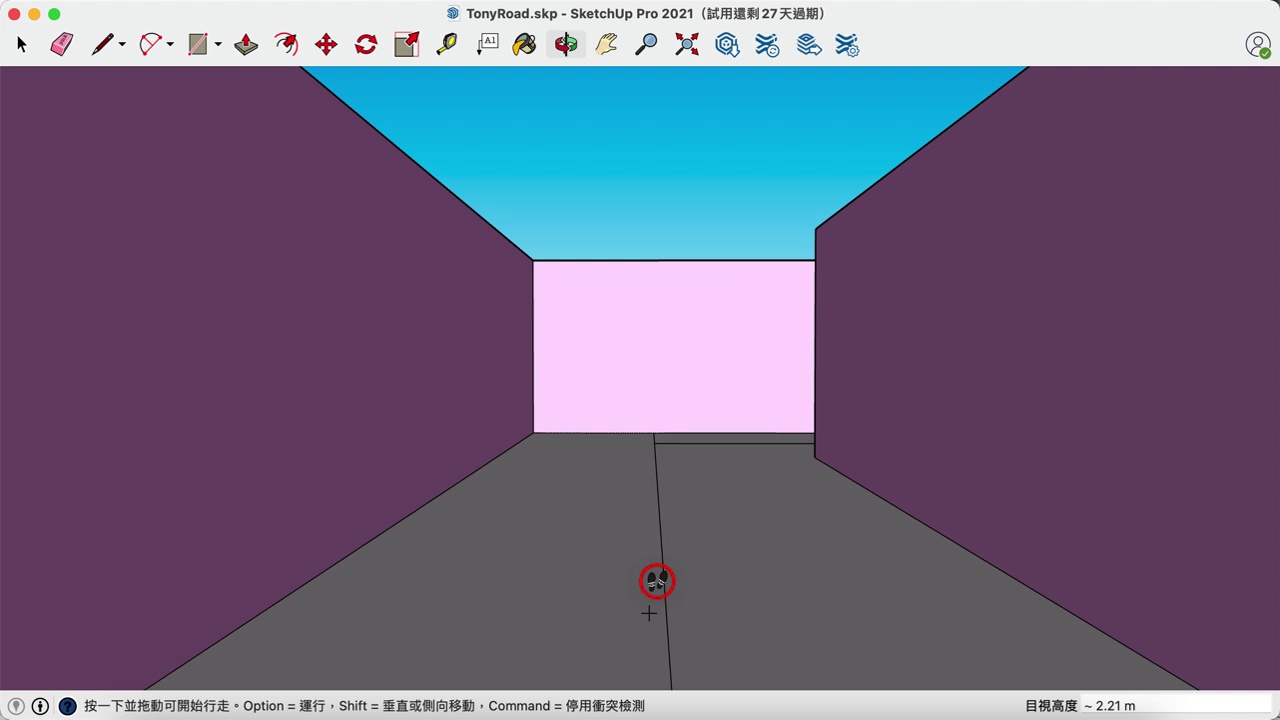 TonyRoad.skp - SketchUp Pro 2021（試用還剩 27 天過期）
A1
按一下並拖動可開始行走。Option = 運行，Shift = 垂直或側向移動，Command = 停用衝突檢測
目視高度 ~ 2.21 m